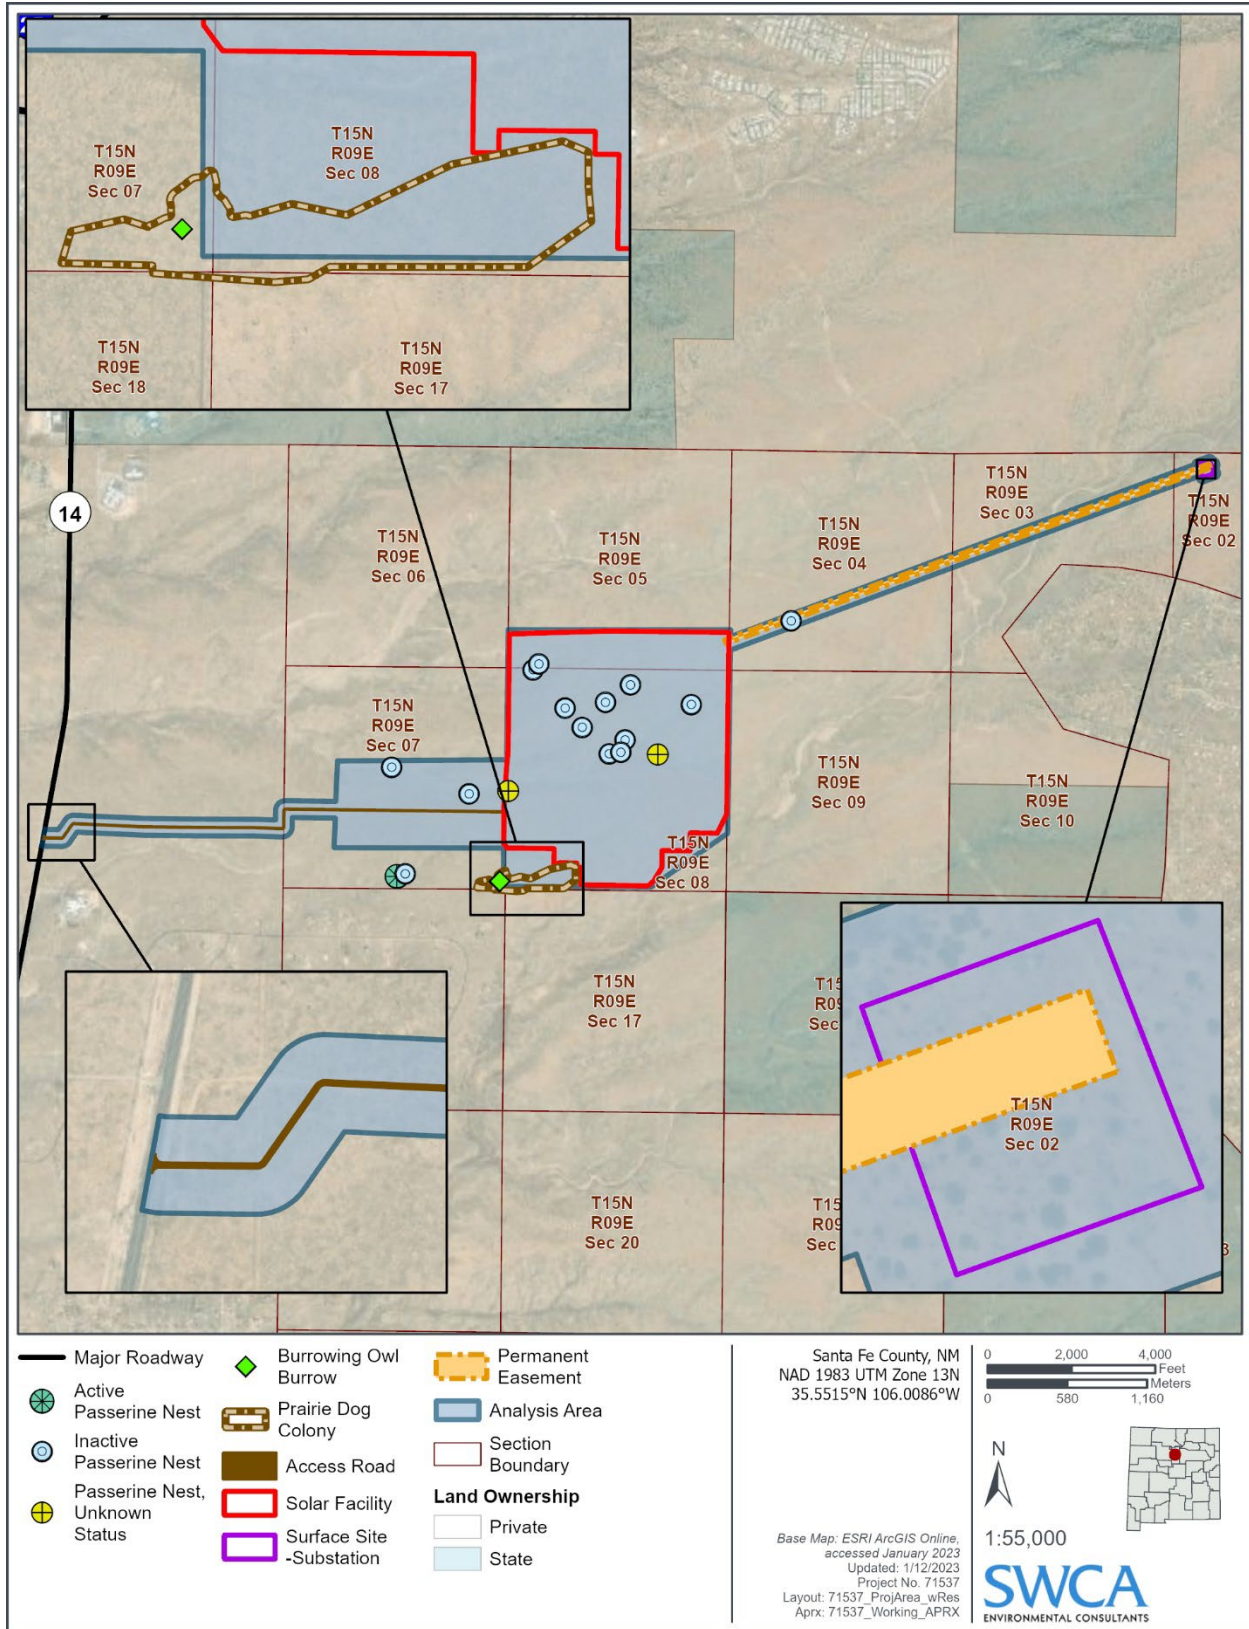 T15N
R09E
Sec 07
T15N
R09E
Sec 08
T15N
R09E
Sec 18
T15N
R09E
Sec 17
14
T15N
R09E
Sec 06
T15N
R09E
Sec 05
T15N
R09E
Sec 04
T15N
R09E
Sec 03
T15N
R09E
Sec 02
T15N
R09E
Sec 07
T15N
R09E
Sec 08
T15N
R09E
Sec 09
T15N
R09E
Sec 10
T15N
R09E
Sec 17
T15N
R09E
Sec 20
T15N
R09E
Sec 02
Major Roadway
Active
Passerine Nest
Inactive
Passerine Nest
Passerine Nest,
Unknown
Status
Burrowing Owl
Burrow
Prairie Dog
Colony
Access Road
Solar Facility
Surface Site
-Substation
Permanent
Easement
Analysis Area
Section
Boundary
Land Ownership
Private
State
Santa Fe County, NM
NAD 1983 UTM Zone 13N
35.5515°N 106.0086°W
Base Map: ESRI ArcGIS Online,
accessed January 2023
Updated: 1/12/2023
Project No. 71537
Layout: 71537_ProjArea_wRes
Aprx: 71537_Working_APRX
0 2,000 4,000
Feet
Meters
0 580 1,160
N
1:55,000
SWCA
ENVIRONMENTAL CONSULTANTS